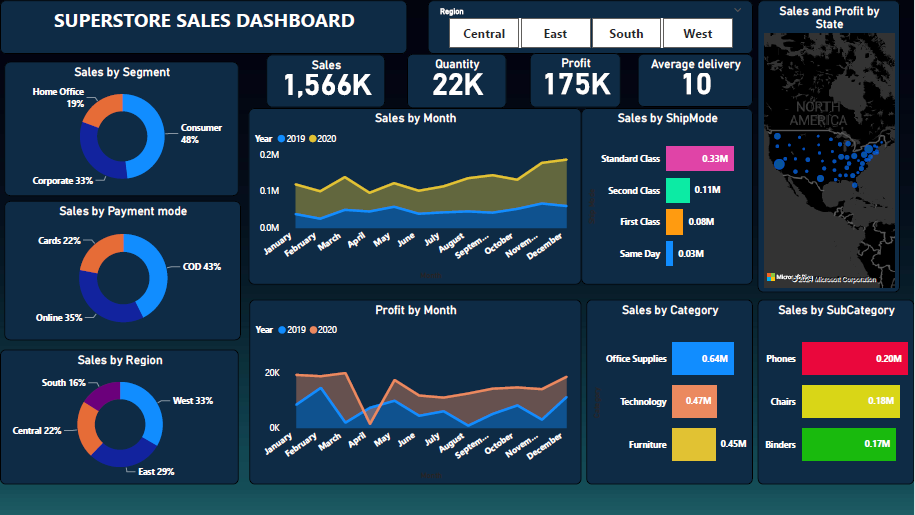 SUPERSTORE SALES DASHBOARD
Region
Central
East
South
West
Sales and Profit by
State
Sales
1,566K
Quantity
22K
Profit
175K
Average delivery
10
Sales by Segment
Home Office
19%
Consumer
48%
Corporate 33%
Sales by Payment mode
Cards 22%
COD 43%
Online 35%
Sales by Region
South 16%
West 33%
Central 22%
East 29%
Sales by Month
Year 2019 2020
0.2M
0.1M
0.0M
January
February
March
April
May
June
July
August
Septem...
October
Novem...
December
Sales by ShipMode
Standard Class 0.33M
Second Class 0.11M
First Class 0.08M
Same Day 0.03M
NORTH
AMERICA
Microsoft Corporation
Profit by Month
Year 2019 2020
20K
0K
January
February
March
April
May
June
July
August
Septem...
October
Novem...
December
Sales by Category
Office Supplies 0.64M
Technology 0.47M
Furniture 0.45M
Sales by SubCategory
Phones 0.20M
Chairs 0.18M
Binders 0.17M